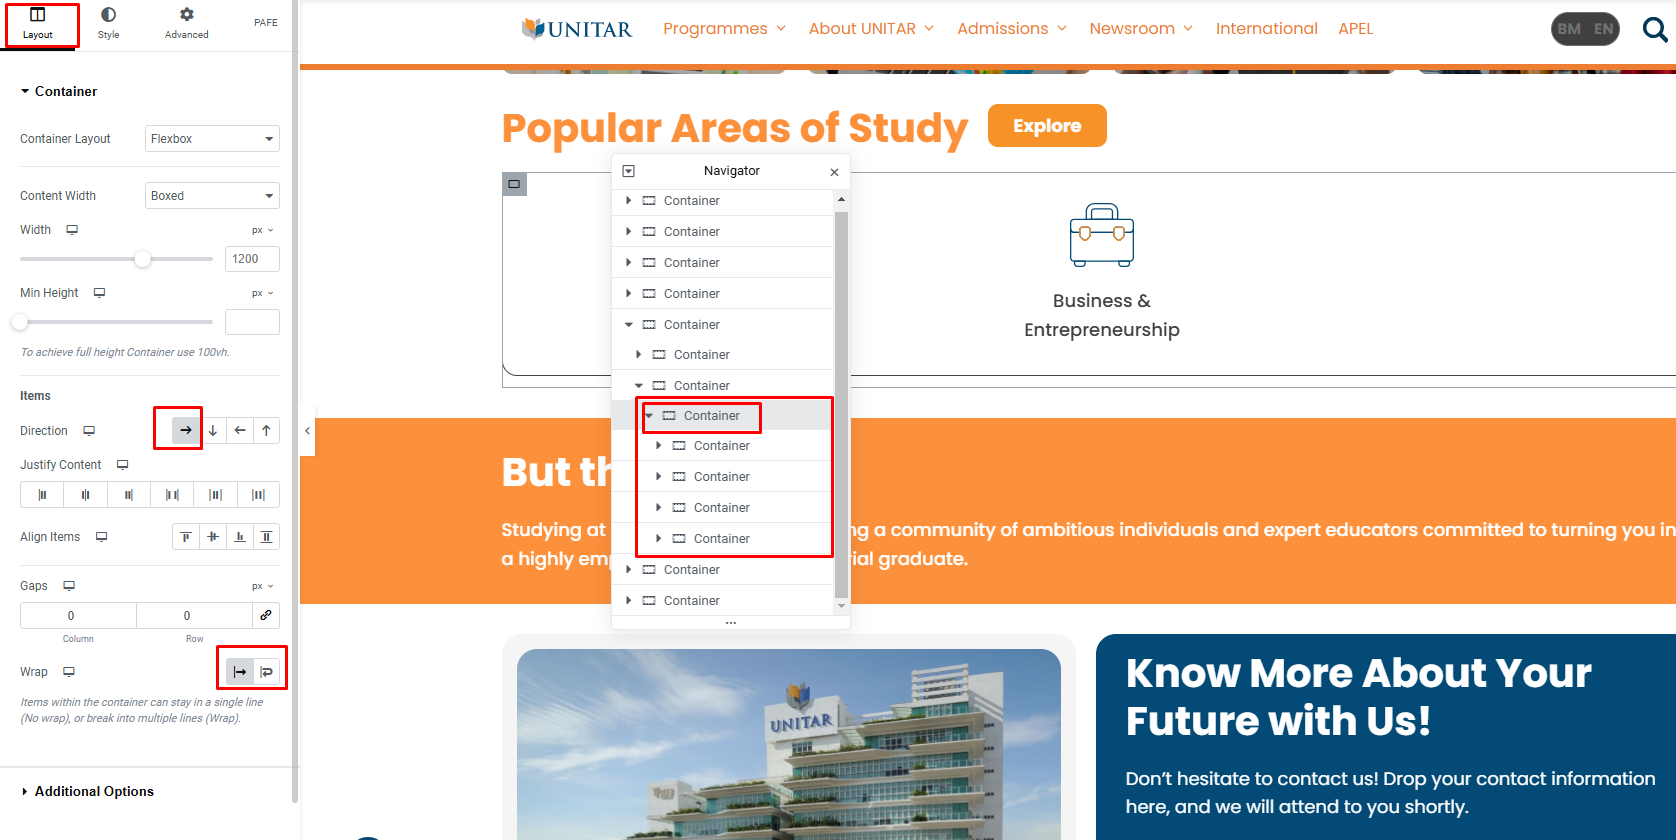 Layout
Style
Advanced
PAFE
Container
Container Layout
Flexbox
Content Width
Boxed
Width
px
1200
Min Height
px
To achieve full height Container use 100vh.
Items
Direction
Justify Content
Align Items
Gaps
px
0
0
Column
Row
Wrap
Items within the container can stay in a single line
(No wrap), or break into multiple lines (Wrap).
Additional Options
UNITAR
Programmes
About UNITAR
Admissions
Newsroom
International
APEL
BM EN
Popular Areas of Study
Explore
Navigator
Container
Container
Container
Container
Container
Container
Container
Container
Container
Container
Container
Container
Container
Container
Business &
Entrepreneurship
But th
Studying at
ng a community of ambitious individuals and expert educators committed to turning you in
a highly emp
rial graduate.
UNITAR
Know More About Your
Future with Us!
Don't hesitate to contact us! Drop your contact information
here, and we will attend to you shortly.